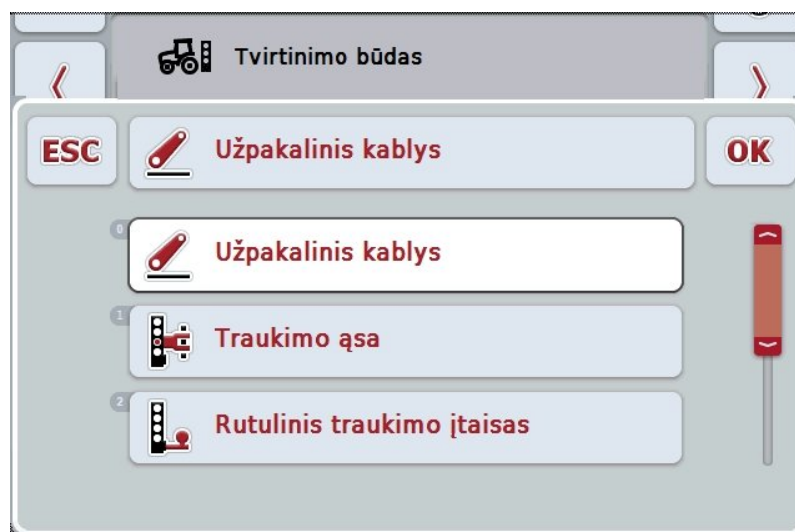 Tvirtinimo būdas
ESC
Užpakalinis kablys
OK
0
Užpakalinis kablys
1
Traukimo ąsa
2
Rutulinis traukimo įtaisas